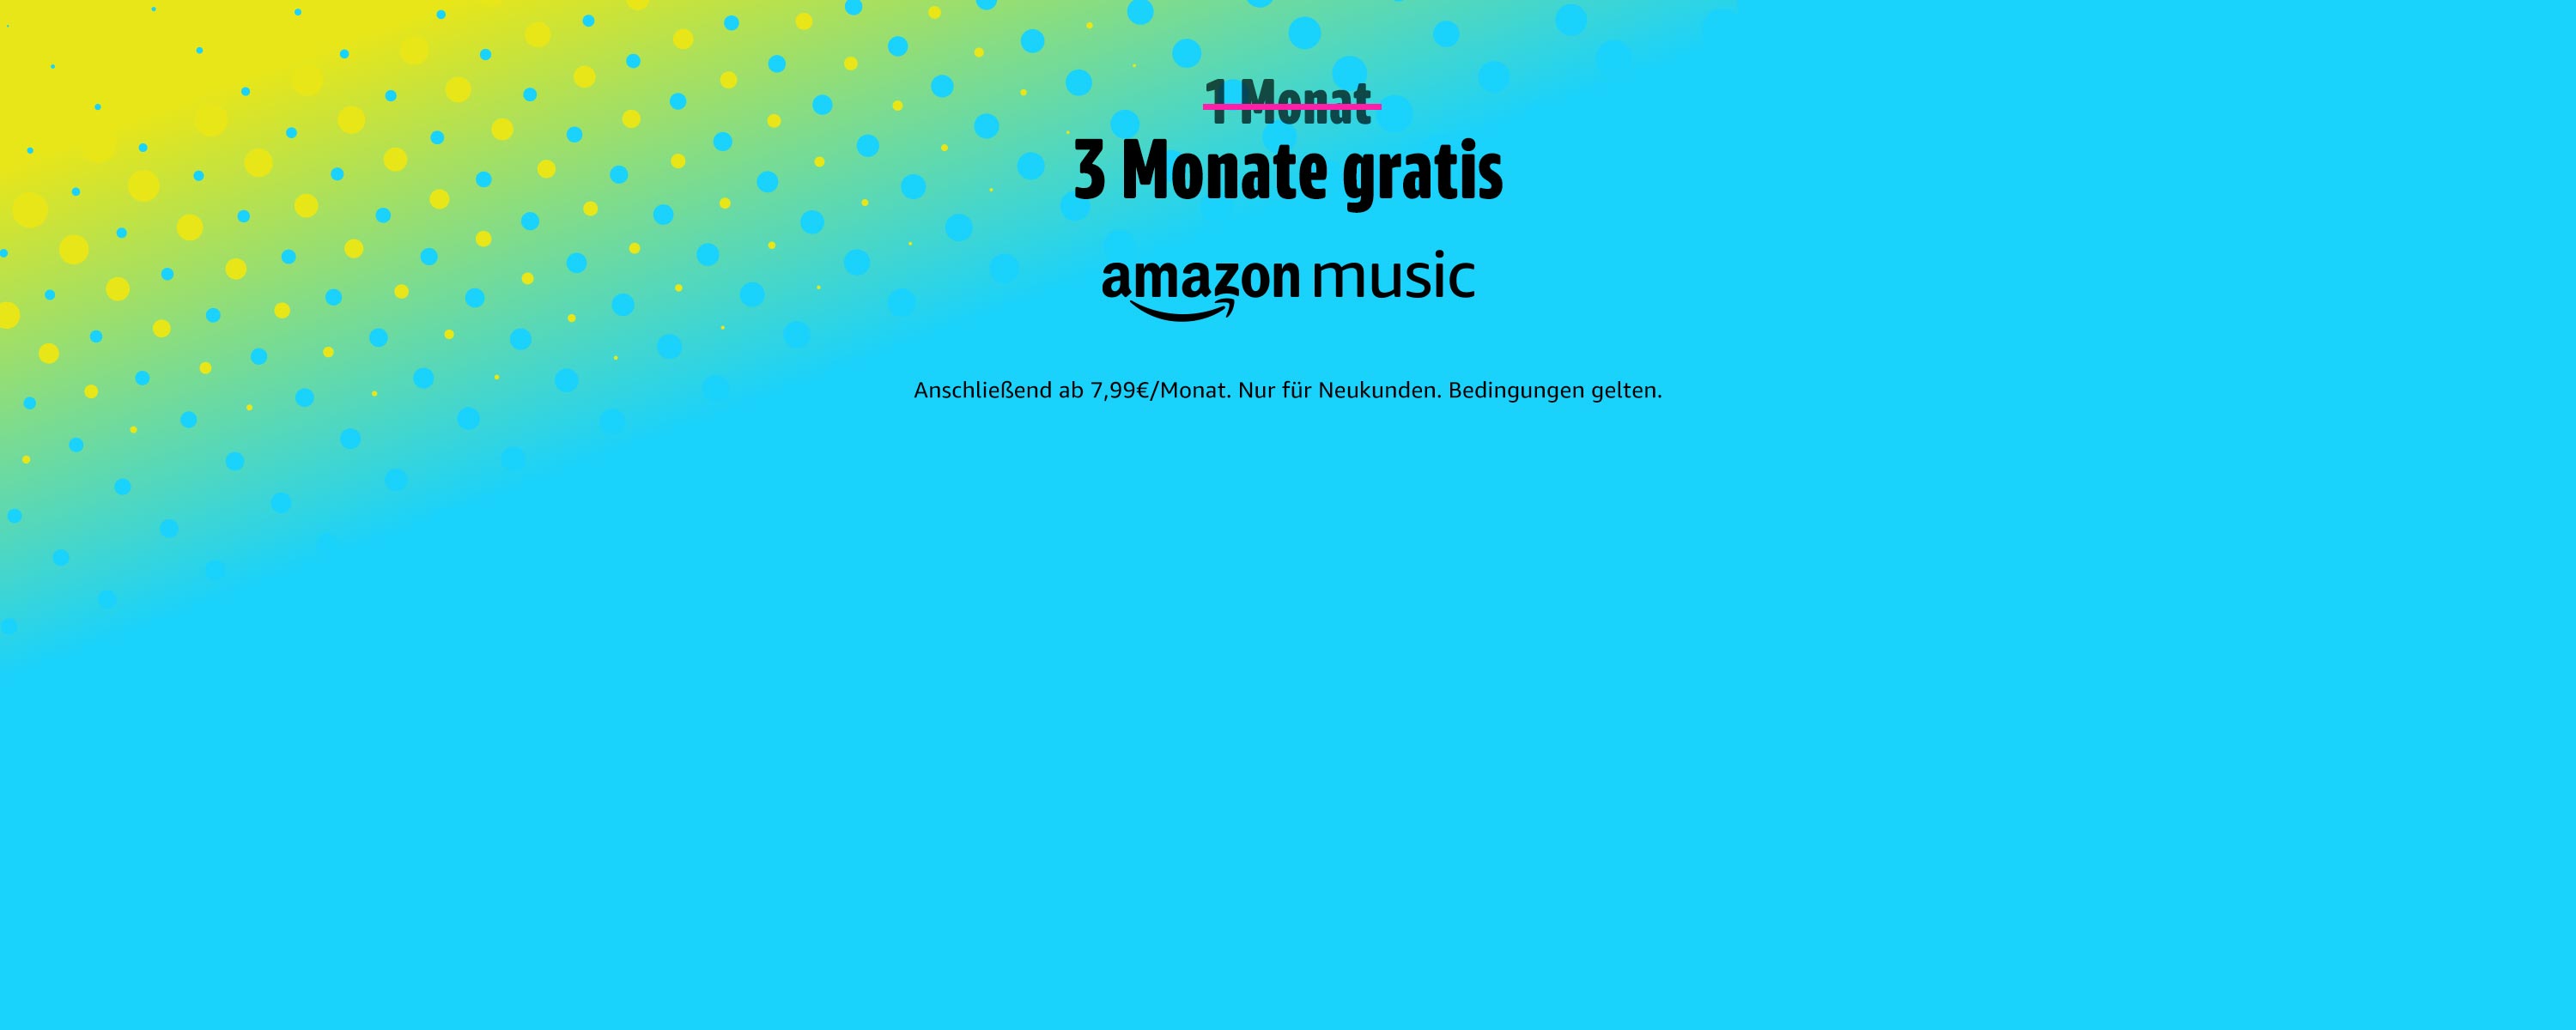 1 Monat
3 Monate gratis
amazon music
Anschließend ab 7,99€/Monat. Nur für Neukunden. Bedingungen gelten.